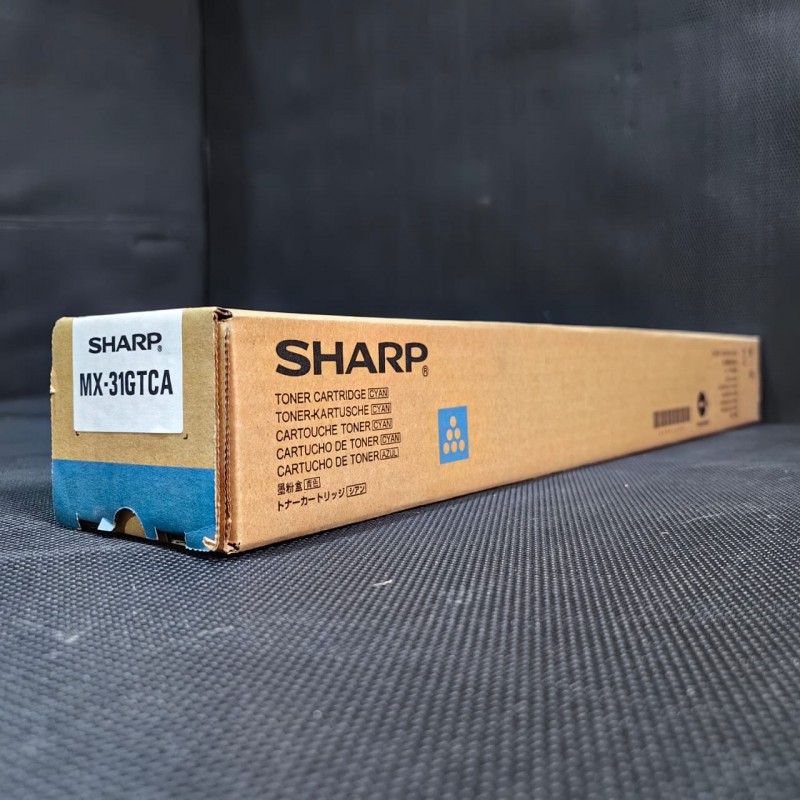 SHARP®
MX-31GTCA
SHARP®
TONER CARTRIDGE CYAN
TONER-KARTUSCHE CYAN
CARTOUCHE TONER CYAN
CARTUCHO DE TONER CYAN
CARTUCHO DE TONER AZUL
墨粉盒 青色
トナーカートリッジ シアン